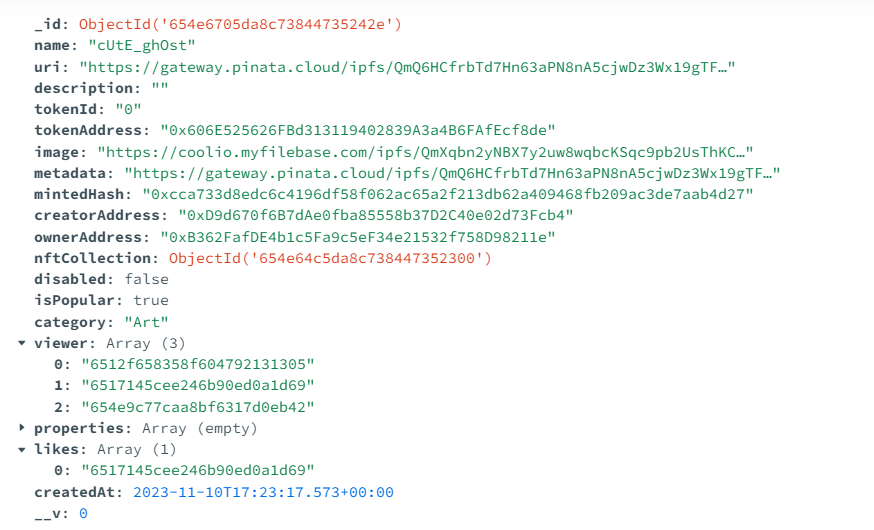 _id: ObjectId('654e6705da8c73844735242e')
name: "cUtE_ghOst"
uri: "https://gateway.pinata.cloud/ipfs/QmQ6HCfrbTd7Hn63aPN8nA5cjwDz3Wx19gTF…"
description: ""
tokenId: "0"
tokenAddress: "0x606E525626FBd313119402839A3a4B6FAfEcf8de"
image: "https://coolio.myfilebase.com/ipfs/QmXqbn2yNBX7y2uw8wqbcKSqc9pb2UsThKC…"
metadata: "https://gateway.pinata.cloud/ipfs/QmQ6HCfrbTd7Hn63aPN8nA5cjwDz3Wx19gTF…"
mintedHash: "0xcca733d8edc6c4196df58f062ac65a2f213db62a409468fb209ac3de7aab4d27"
creatorAddress: "0xD9d670f6B7dAe0fba85558b37D2C40e02d73Fcb4"
ownerAddress: "0xB362FafDE4b1c5Fa9c5eF34e21532f758D98211e"
nftCollection: ObjectId('654e64c5da8c738447352300')
disabled: false
isPopular: true
category: "Art"
viewer: Array (3)
0: "6512f658358f604792131305"
1: "6517145cee246b90ed0a1d69"
2: "654e9c77caa8bf6317d0eb42"
properties: Array (empty)
likes: Array (1)
0: "6517145cee246b90ed0a1d69"
createdAt: 2023-11-10T17:23:17.573+00:00
__v: 0